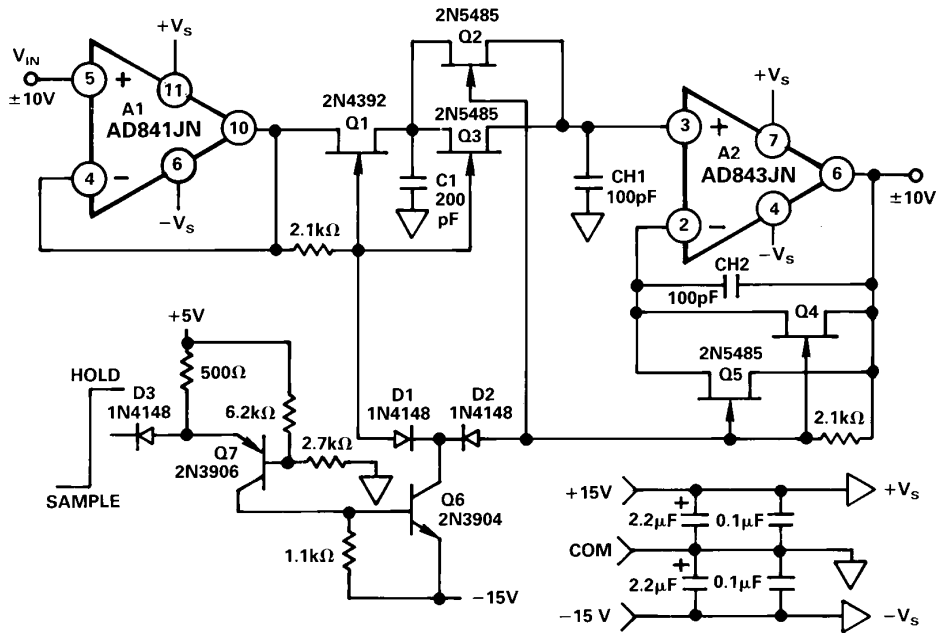 V_IN
±10V
5
+
4
–
A1
AD841JN
11
+V_S
10
6
–V_S
2N4392
Q1
2N5485
Q2
2N5485
Q3
C1
200
pF
CH1
100pF
2.1kΩ
3
+
2
–
A2
AD843JN
+V_S
7
6
4
–V_S
±10V
CH2
100pF
Q4
2N5485
Q5
2.1kΩ
+5V
500Ω
6.2kΩ
HOLD
SAMPLE
D3
1N4148
Q7
2N3906
2.7kΩ
D1
1N4148
D2
1N4148
Q6
2N3904
1.1kΩ
–15V
+15V
+
2.2μF
0.1μF
+V_S
COM
+
2.2μF
0.1μF
–15 V
–V_S